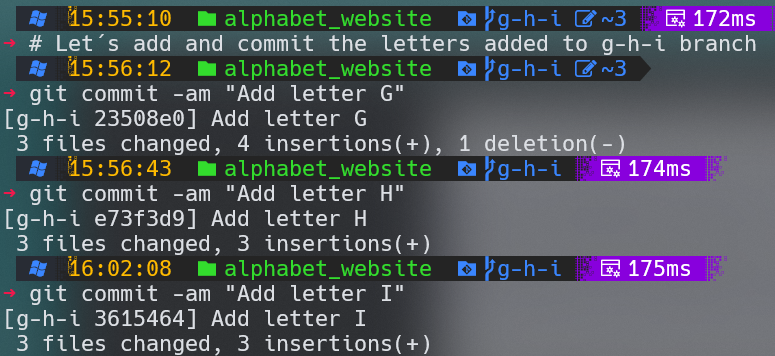 15:55:10 alphabet_website g-h-i ~3 172ms
➜ # Let´s add and commit the letters added to g-h-i branch
15:56:12 alphabet_website g-h-i ~3
➜ git commit -am "Add letter G"
[g-h-i 23508e0] Add letter G
3 files changed, 4 insertions(+), 1 deletion(-)
15:56:43 alphabet_website g-h-i 174ms
➜ git commit -am "Add letter H"
[g-h-i e73f3d9] Add letter H
3 files changed, 3 insertions(+)
16:02:08 alphabet_website g-h-i 175ms
➜ git commit -am "Add letter I"
[g-h-i 3615464] Add letter I
3 files changed, 3 insertions(+)